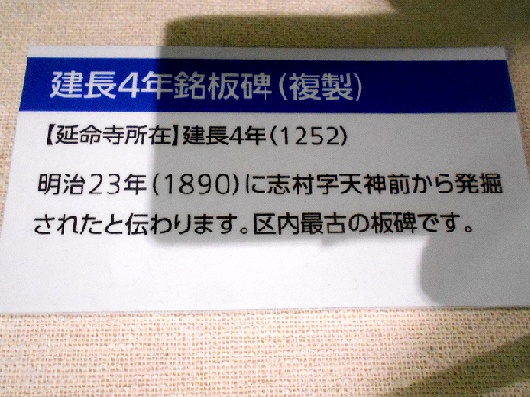 建長4年銘板碑(複製)
【延命寺所在】建長4年(1252)
明治23年(1890)に志村字天神前から発掘
されたと伝わります。区内最古の板碑です。